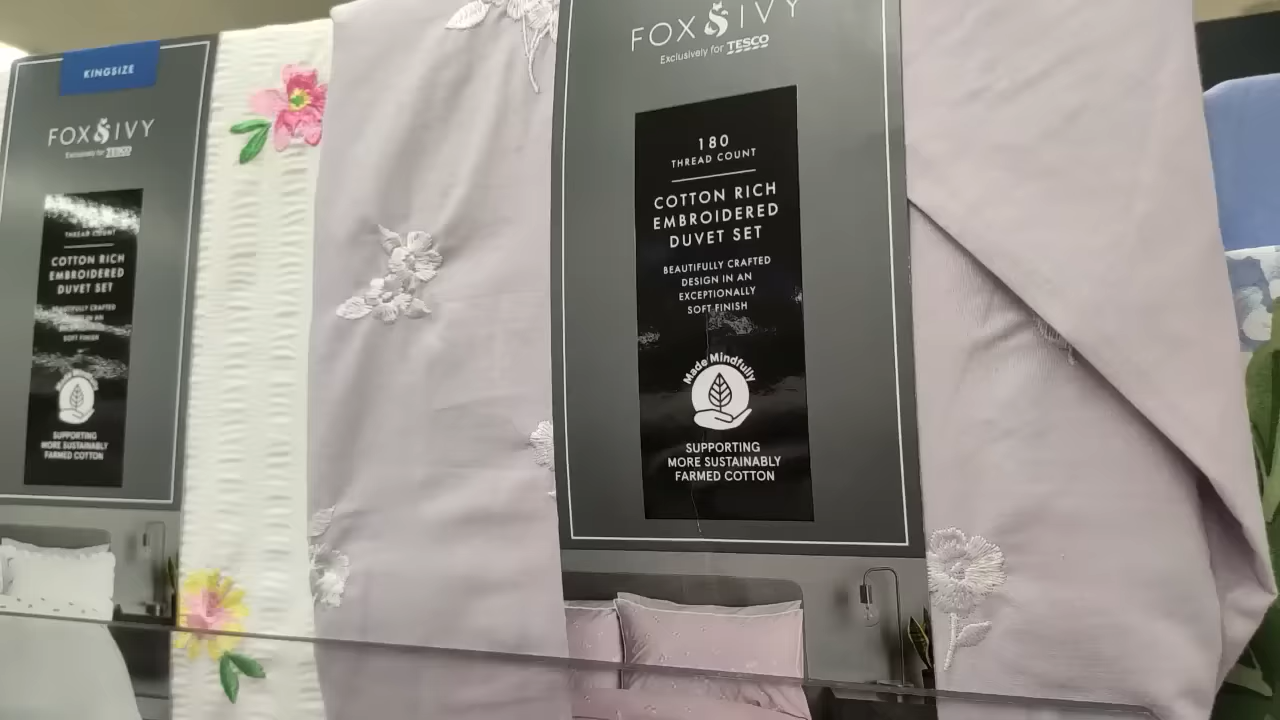 KINGSIZE
FOX & IVY
Exclusively for TESCO
THREAD COUNT
COTTON RICH
EMBROIDERED
DUVET SET
SOFT FINISH
SUPPORTING
MORE SUSTAINABLY
FARMED COTTON
FOX & IVY
Exclusively for TESCO
180
THREAD COUNT
COTTON RICH
EMBROIDERED
DUVET SET
BEAUTIFULLY CRAFTED
DESIGN IN AN
EXCEPTIONALLY
SOFT FINISH
Made Mindfully
SUPPORTING
MORE SUSTAINABLY
FARMED COTTON